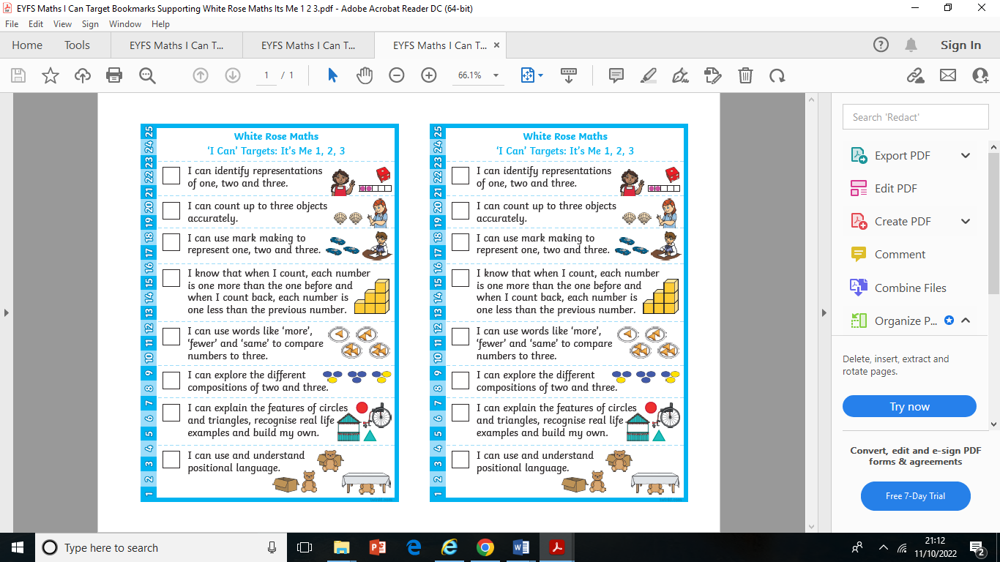 EYFS Maths I Can Target Bookmarks Supporting White Rose Maths Its Me 1 2 3.pdf - Adobe Acrobat Reader DC (64-bit)
File Edit View Sign Window Help
Home Tools EYFS Maths I Can T... EYFS Maths I Can T... EYFS Maths I Can T... Sign In
1 / 1 66.1%
25
24
23
22
21
20
19
18
17
16
15
14
13
12
11
10
9
8
7
6
5
4
3
2
1
White Rose Maths
‘I Can’ Targets: It’s Me 1, 2, 3
I can identify representations
of one, two and three.
I can count up to three objects
accurately.
I can use mark making to
represent one, two and three.
I know that when I count, each number
is one more than the one before and
when I count back, each number is
one less than the previous number.
I can use words like ‘more’,
‘fewer’ and ‘same’ to compare
numbers to three.
I can explore the different
compositions of two and three.
I can explain the features of circles
and triangles, recognise real life
examples and build my own.
I can use and understand
positional language.
25
24
23
22
21
20
19
18
17
16
15
14
13
12
11
10
9
8
7
6
5
4
3
2
1
White Rose Maths
‘I Can’ Targets: It’s Me 1, 2, 3
I can identify representations
of one, two and three.
I can count up to three objects
accurately.
I can use mark making to
represent one, two and three.
I know that when I count, each number
is one more than the one before and
when I count back, each number is
one less than the previous number.
I can use words like ‘more’,
‘fewer’ and ‘same’ to compare
numbers to three.
I can explore the different
compositions of two and three.
I can explain the features of circles
and triangles, recognise real life
examples and build my own.
I can use and understand
positional language.
Search 'Redact'
Export PDF
Edit PDF
Create PDF
Comment
Combine Files
Organize P...
Delete, insert, extract and
rotate pages.
Try now
Convert, edit and e-sign PDF
forms & agreements
Free 7-Day Trial
Type here to search
21:12
11/10/2022
2